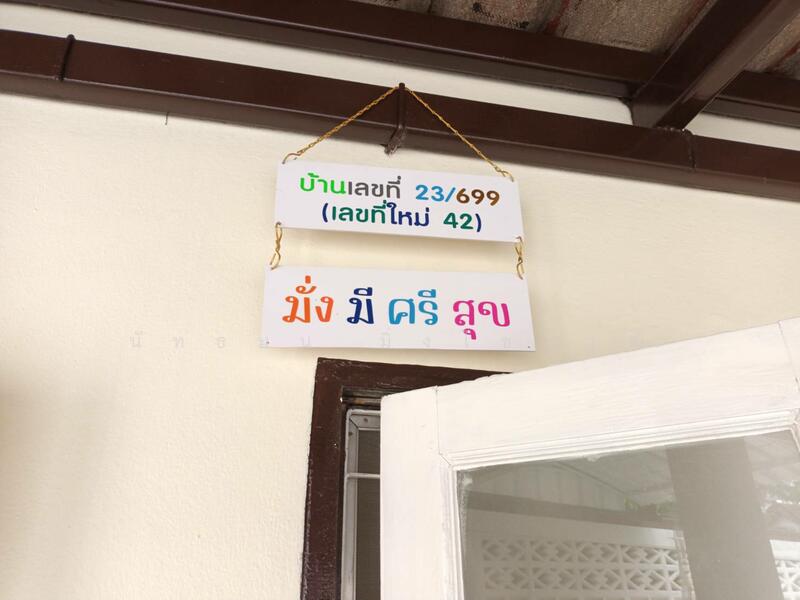 บ้านเลขที่ 23/699
(เลขที่ใหม่ 42)
มั่ง มี ศรี สุข